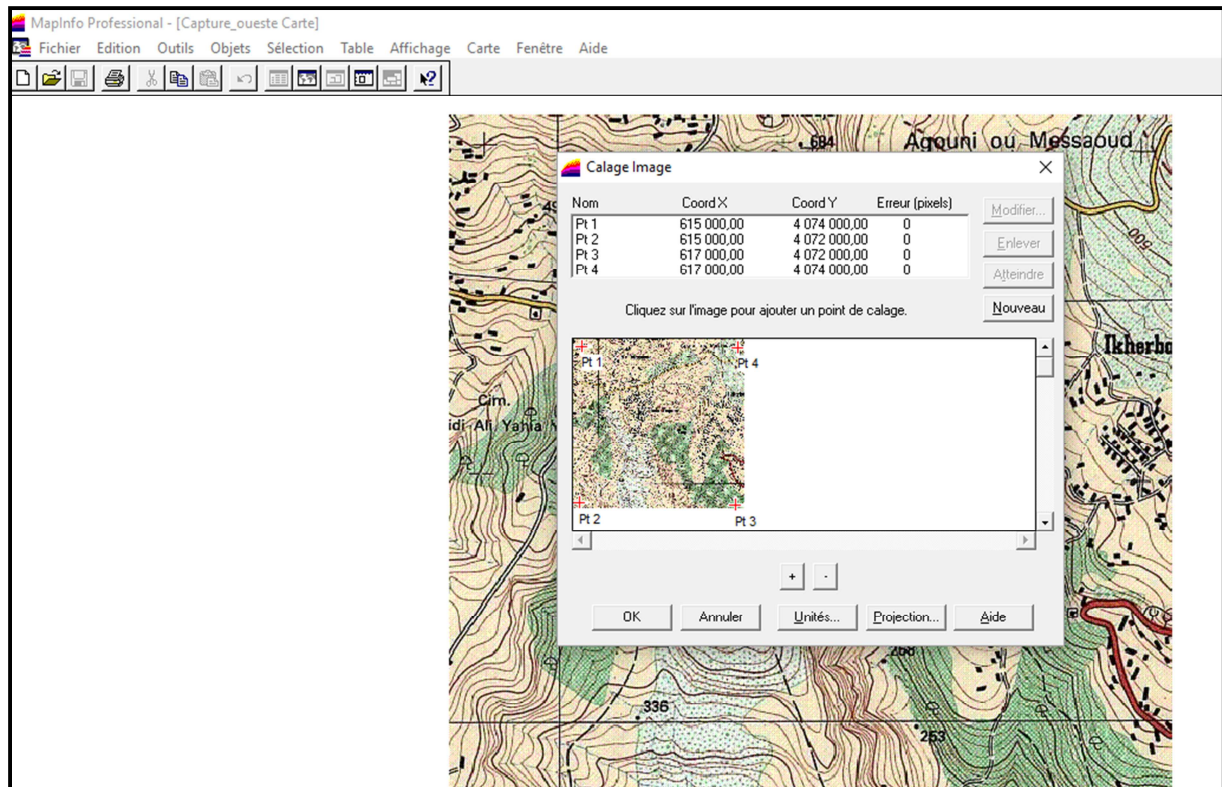 MapInfo Professional - [Capture_oueste Carte]
Fichier Edition Outils Objets Sélection Table Affichage Carte Fenêtre Aide
684 Agouni ou Messaoud
Calage Image
Nom Coord X Coord Y Erreur (pixels)
Pt 1 615 000,00 4 074 000,00 0
Pt 2 615 000,00 4 072 000,00 0
Pt 3 617 000,00 4 072 000,00 0
Pt 4 617 000,00 4 074 000,00 0
Modifier...
Enlever
Atteindre
Nouveau
500
Cliquez sur l'image pour ajouter un point de calage.
Pt 1
Pt 4
Pt 2
Pt 3
Ikherbo
Cim.
idi Ali Yahia
+ -
OK Annuler Unités... Projection... Aide
336
253